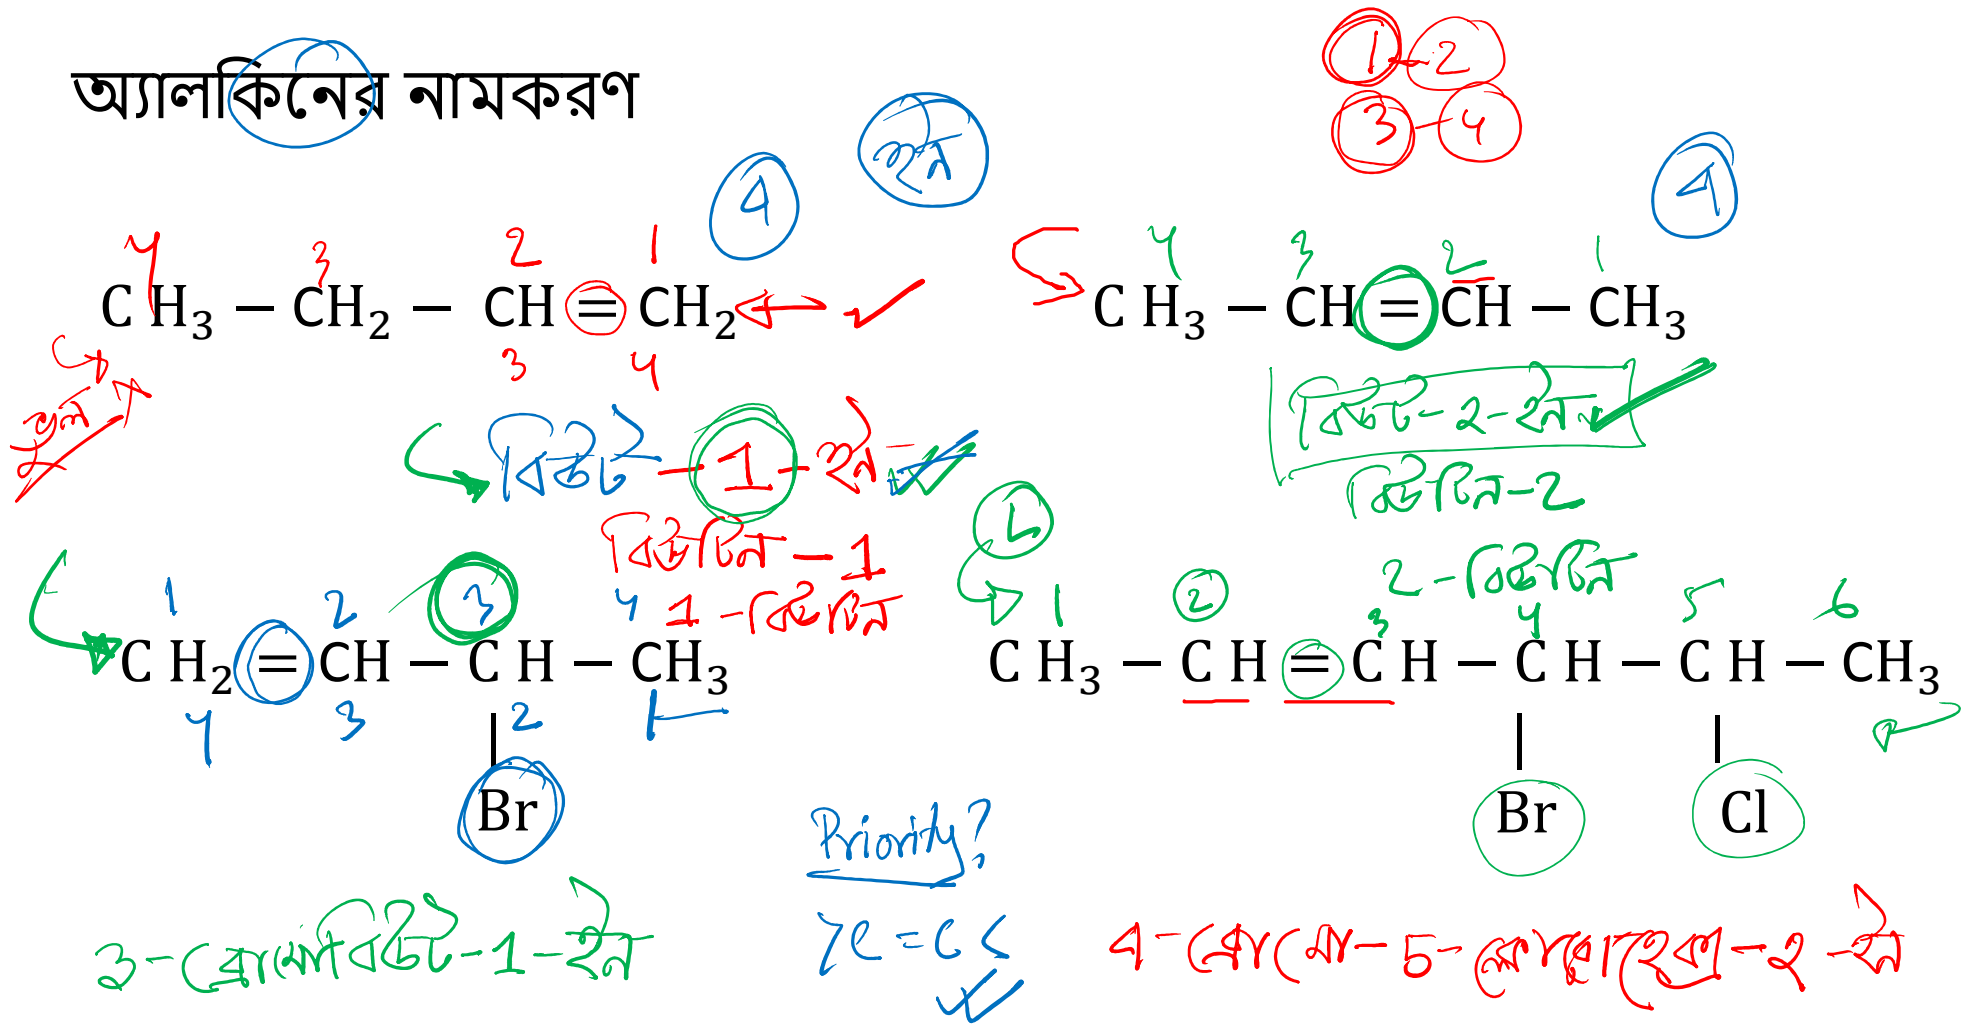 অ্যালকিনের নামকরণ
ইন
1 - 2
3 - 4
4
4
4 3 2 1
CH₃ – CH₂ – CH = CH₂
3 4
ভুল
বিউট - 1 - ইন
বিউটিন - 1
1 - বিউটিন
4 3 2 1
CH₃ – CH = CH – CH₃
বিউট - ২ - ইন
বিউটিন - 2
2 - বিউটিন
1 2 3 4
CH₂ = CH – CH – CH₃
4 3 2 1
Br
3 - ব্রোমোবিউট - 1 - ইন
Priority?
>C = C<
1 2 3 4 5 6
CH₃ – CH = CH – CH – CH – CH₃
Br Cl
4 - ব্রোমো - 5 - ক্লোরোহেক্স - ২ - ইন